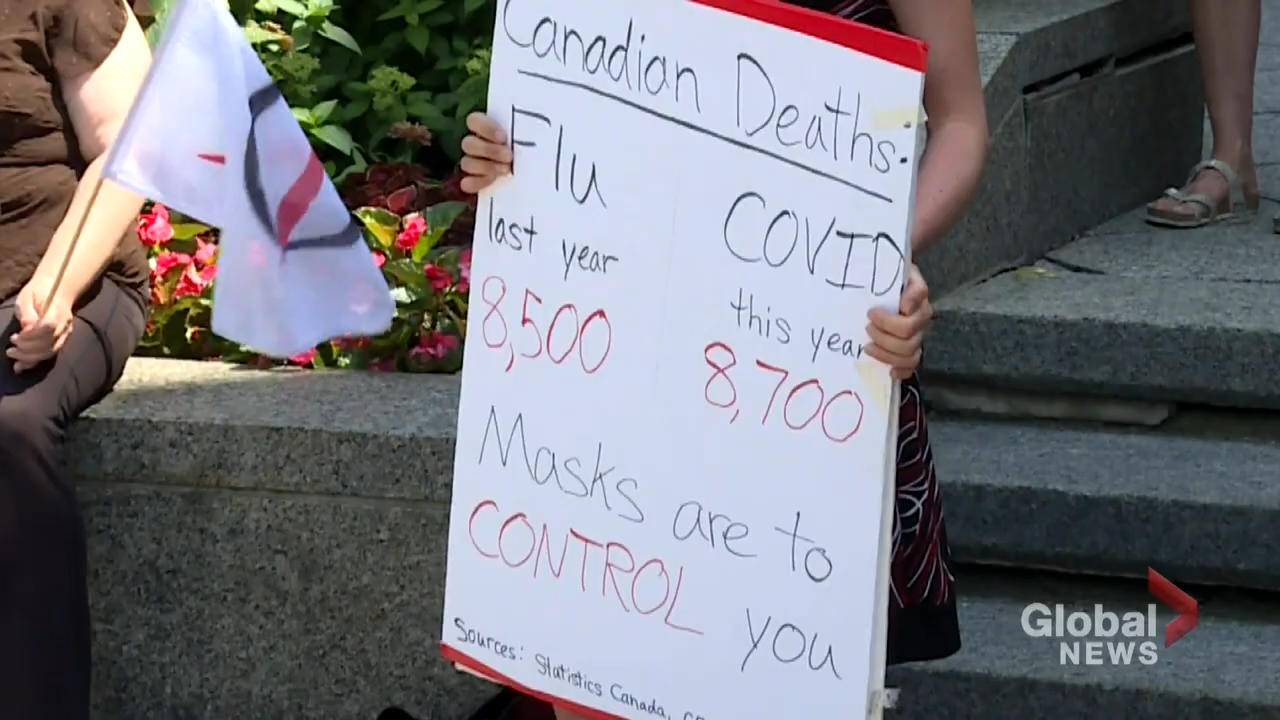 Canadian Deaths:
Flu
last year
8,500
COVID
this year
8,700
Masks are to
CONTROL you
Sources: Statistics Canada,
Global
NEWS